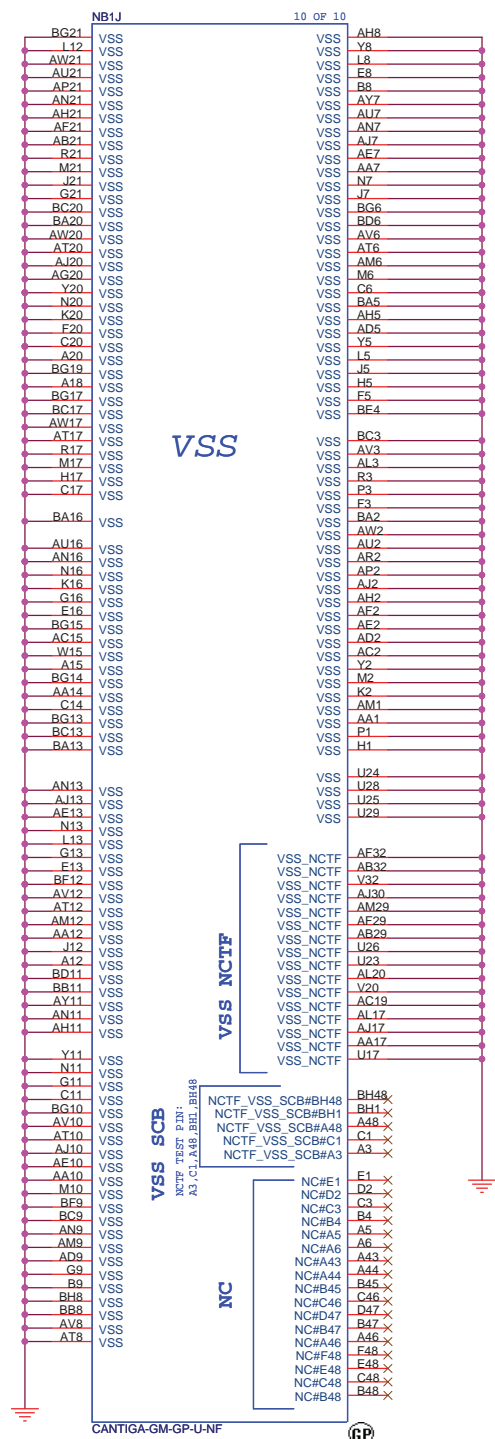 NB1J 10 OF 10
BG21 VSS VSS AH8
L12 VSS VSS Y8
AW21 VSS VSS L8
AU21 VSS VSS E8
AP21 VSS VSS B8
AN21 VSS VSS AY7
AH21 VSS VSS AU7
AF21 VSS VSS AN7
AB21 VSS VSS AJ7
R21 VSS VSS AE7
M21 VSS VSS AA7
J21 VSS VSS N7
G21 VSS VSS J7
BC20 VSS VSS BG6
BA20 VSS VSS BD6
AW20 VSS VSS AV6
AT20 VSS VSS AT6
AJ20 VSS VSS AM6
AG20 VSS VSS M6
Y20 VSS VSS C6
N20 VSS VSS BA5
K20 VSS VSS AH5
F20 VSS VSS AD5
C20 VSS VSS Y5
A20 VSS VSS L5
BG19 VSS VSS J5
A18 VSS VSS H5
BG17 VSS VSS F5
BC17 VSS VSS BE4
AW17 VSS
AT17 VSS VSS BC3
R17 VSS VSS AV3
M17 VSS VSS AL3
H17 VSS VSS R3
C17 VSS VSS P3
VSS
VSS F3
BA16 VSS VSS BA2
VSS AW2
AU16 VSS VSS AU2
AN16 VSS VSS AR2
N16 VSS VSS AP2
K16 VSS VSS AJ2
G16 VSS VSS AH2
E16 VSS VSS AF2
BG15 VSS VSS AE2
AC15 VSS VSS AD2
W15 VSS VSS AC2
A15 VSS VSS Y2
BG14 VSS VSS M2
AA14 VSS VSS K2
C14 VSS VSS AM1
BG13 VSS VSS AA1
BC13 VSS VSS P1
BA13 VSS VSS H1
VSS U24
AN13 VSS VSS U28
AJ13 VSS VSS U25
AE13 VSS VSS U29
N13 VSS
L13 VSS
G13 VSS VSS_NCTF AF32
E13 VSS VSS_NCTF AB32
BF12 VSS VSS_NCTF V32
AV12 VSS VSS_NCTF AJ30
AT12 VSS VSS_NCTF AM29
AM12 VSS VSS_NCTF AF29
AA12 VSS VSS_NCTF AB29
J12 VSS VSS_NCTF U26
A12 VSS VSS_NCTF U23
BD11 VSS VSS_NCTF AL20
BB11 VSS VSS_NCTF V20
AY11 VSS VSS_NCTF AC19
AN11 VSS VSS_NCTF AL17
AH11 VSS VSS_NCTF AJ17
VSS_NCTF AA17
Y11 VSS VSS_NCTF U17
VSS NCTF
N11 VSS
G11 VSS
C11 VSS NCTF_VSS_SCB#BH48 BH48
BG10 VSS NCTF_VSS_SCB#BH1 BH1
AV10 VSS NCTF_VSS_SCB#A48 A48
AT10 VSS NCTF_VSS_SCB#C1 C1
AJ10 VSS NCTF_VSS_SCB#A3 A3
VSS SCB
NCTF TEST PIN:
A3,C1,A48,BH1,BH48
AE10 VSS
AA10 VSS NC#E1 E1
M10 VSS NC#D2 D2
BF9 VSS NC#C3 C3
BC9 VSS NC#B4 B4
AN9 VSS NC#A5 A5
AM9 VSS NC#A6 A6
AD9 VSS NC#A43 A43
G9 VSS NC#A44 A44
B9 VSS NC#B45 B45
BH8 VSS NC#C46 C46
BB8 VSS NC#D47 D47
AV8 VSS NC#B47 B47
AT8 VSS NC#A46 A46
NC#F48 F48
NC#E48 E48
NC#C48 C48
NC#B48 B48
NC
CANTIGA-GM-GP-U-NF GP